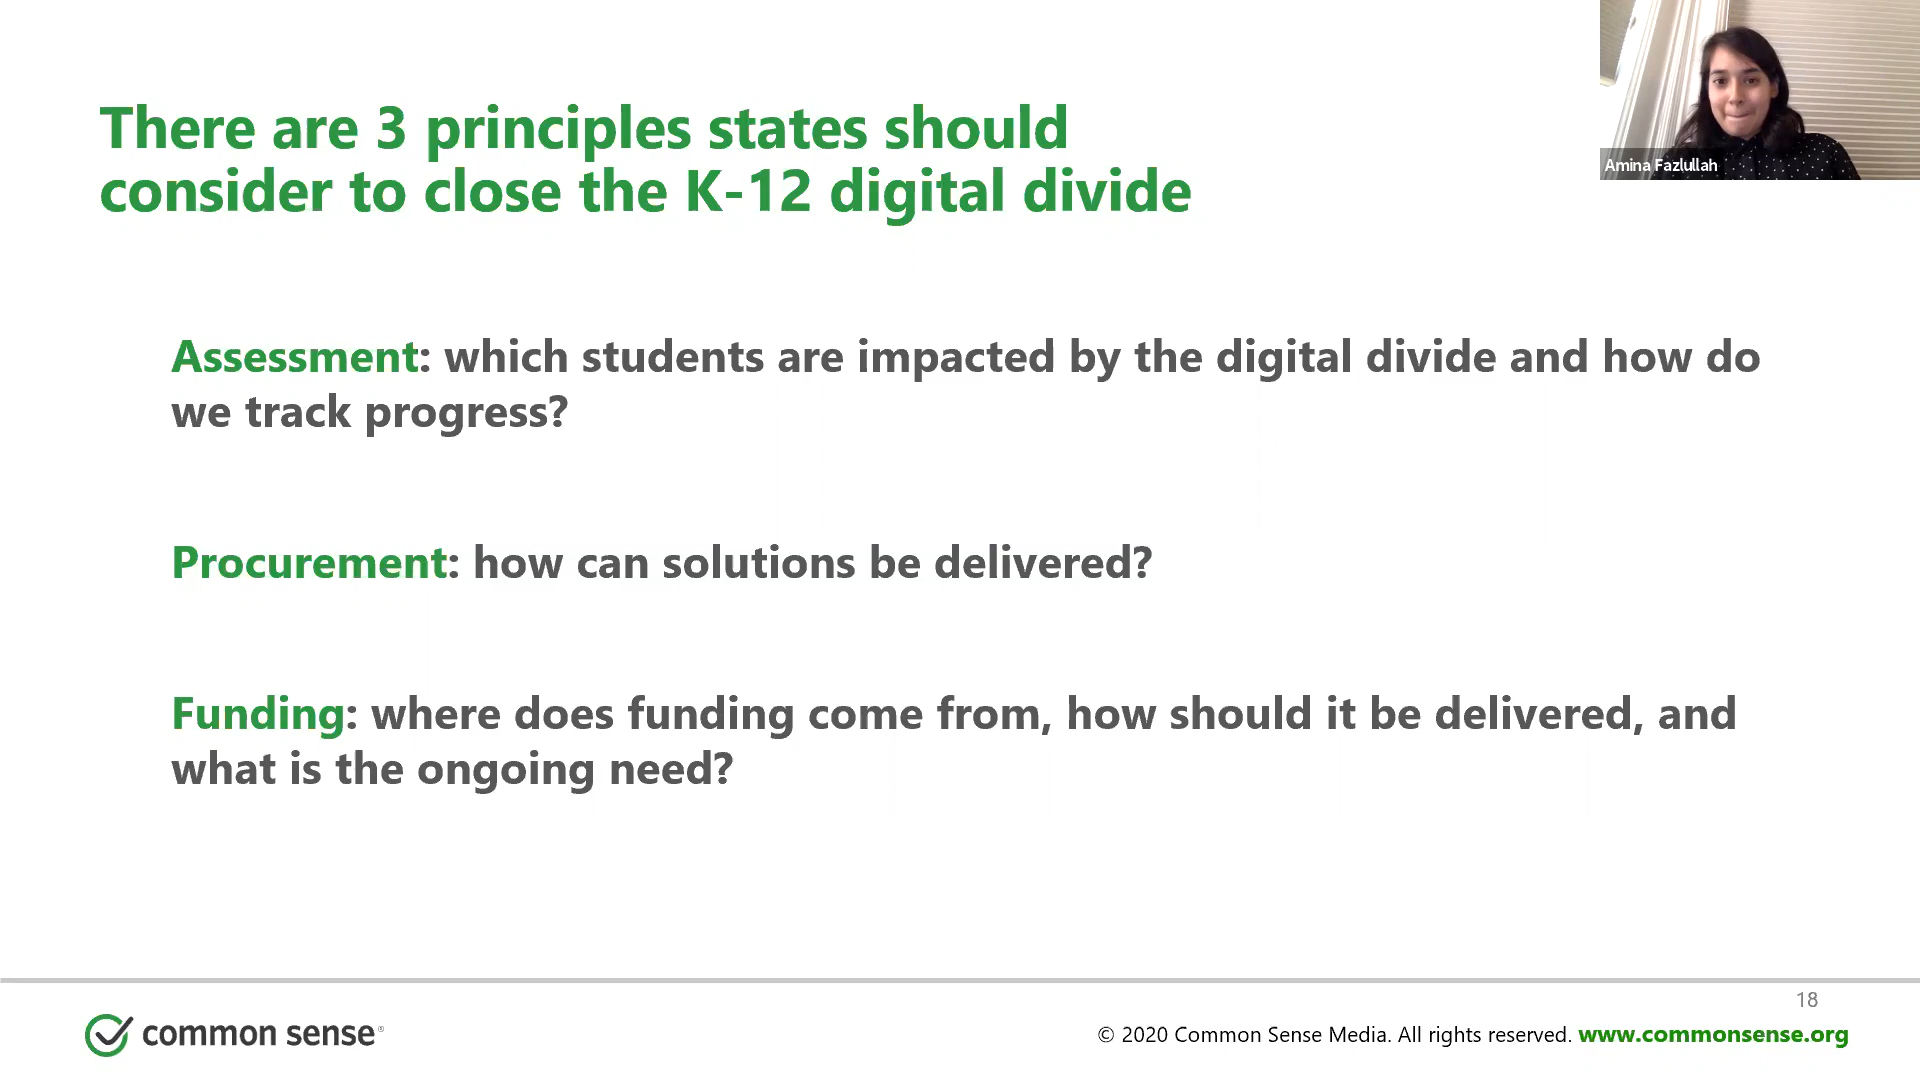 There are 3 principles states should
consider to close the K-12 digital divide
Amina Fazlullah
Assessment: which students are impacted by the digital divide and how do
we track progress?
Procurement: how can solutions be delivered?
Funding: where does funding come from, how should it be delivered, and
what is the ongoing need?
18
common sense®
© 2020 Common Sense Media. All rights reserved. www.commonsense.org